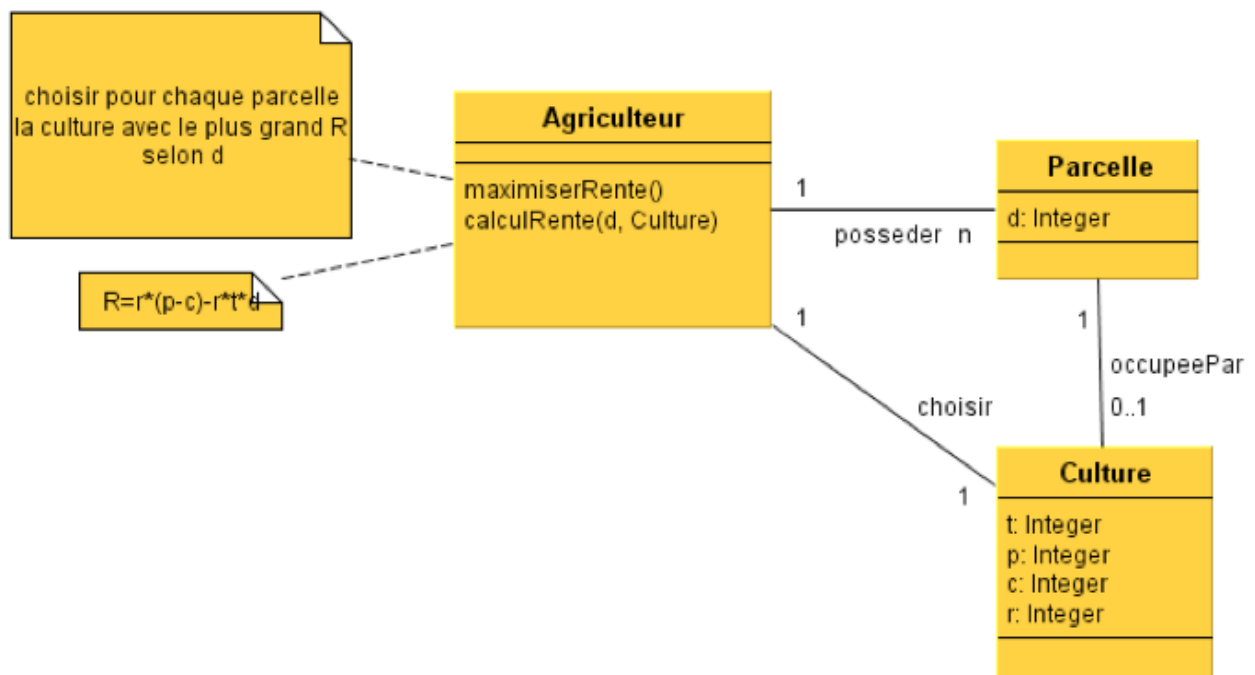 choisir pour chaque parcelle
la culture avec le plus grand R
selon d
R=r*(p-c)-r*t*d
Agriculteur
maximiserRente()
calculRente(d, Culture)
1
posseder n
Parcelle
d: Integer
1
choisir
1
1
occupeePar
0..1
Culture
t: Integer
p: Integer
c: Integer
r: Integer